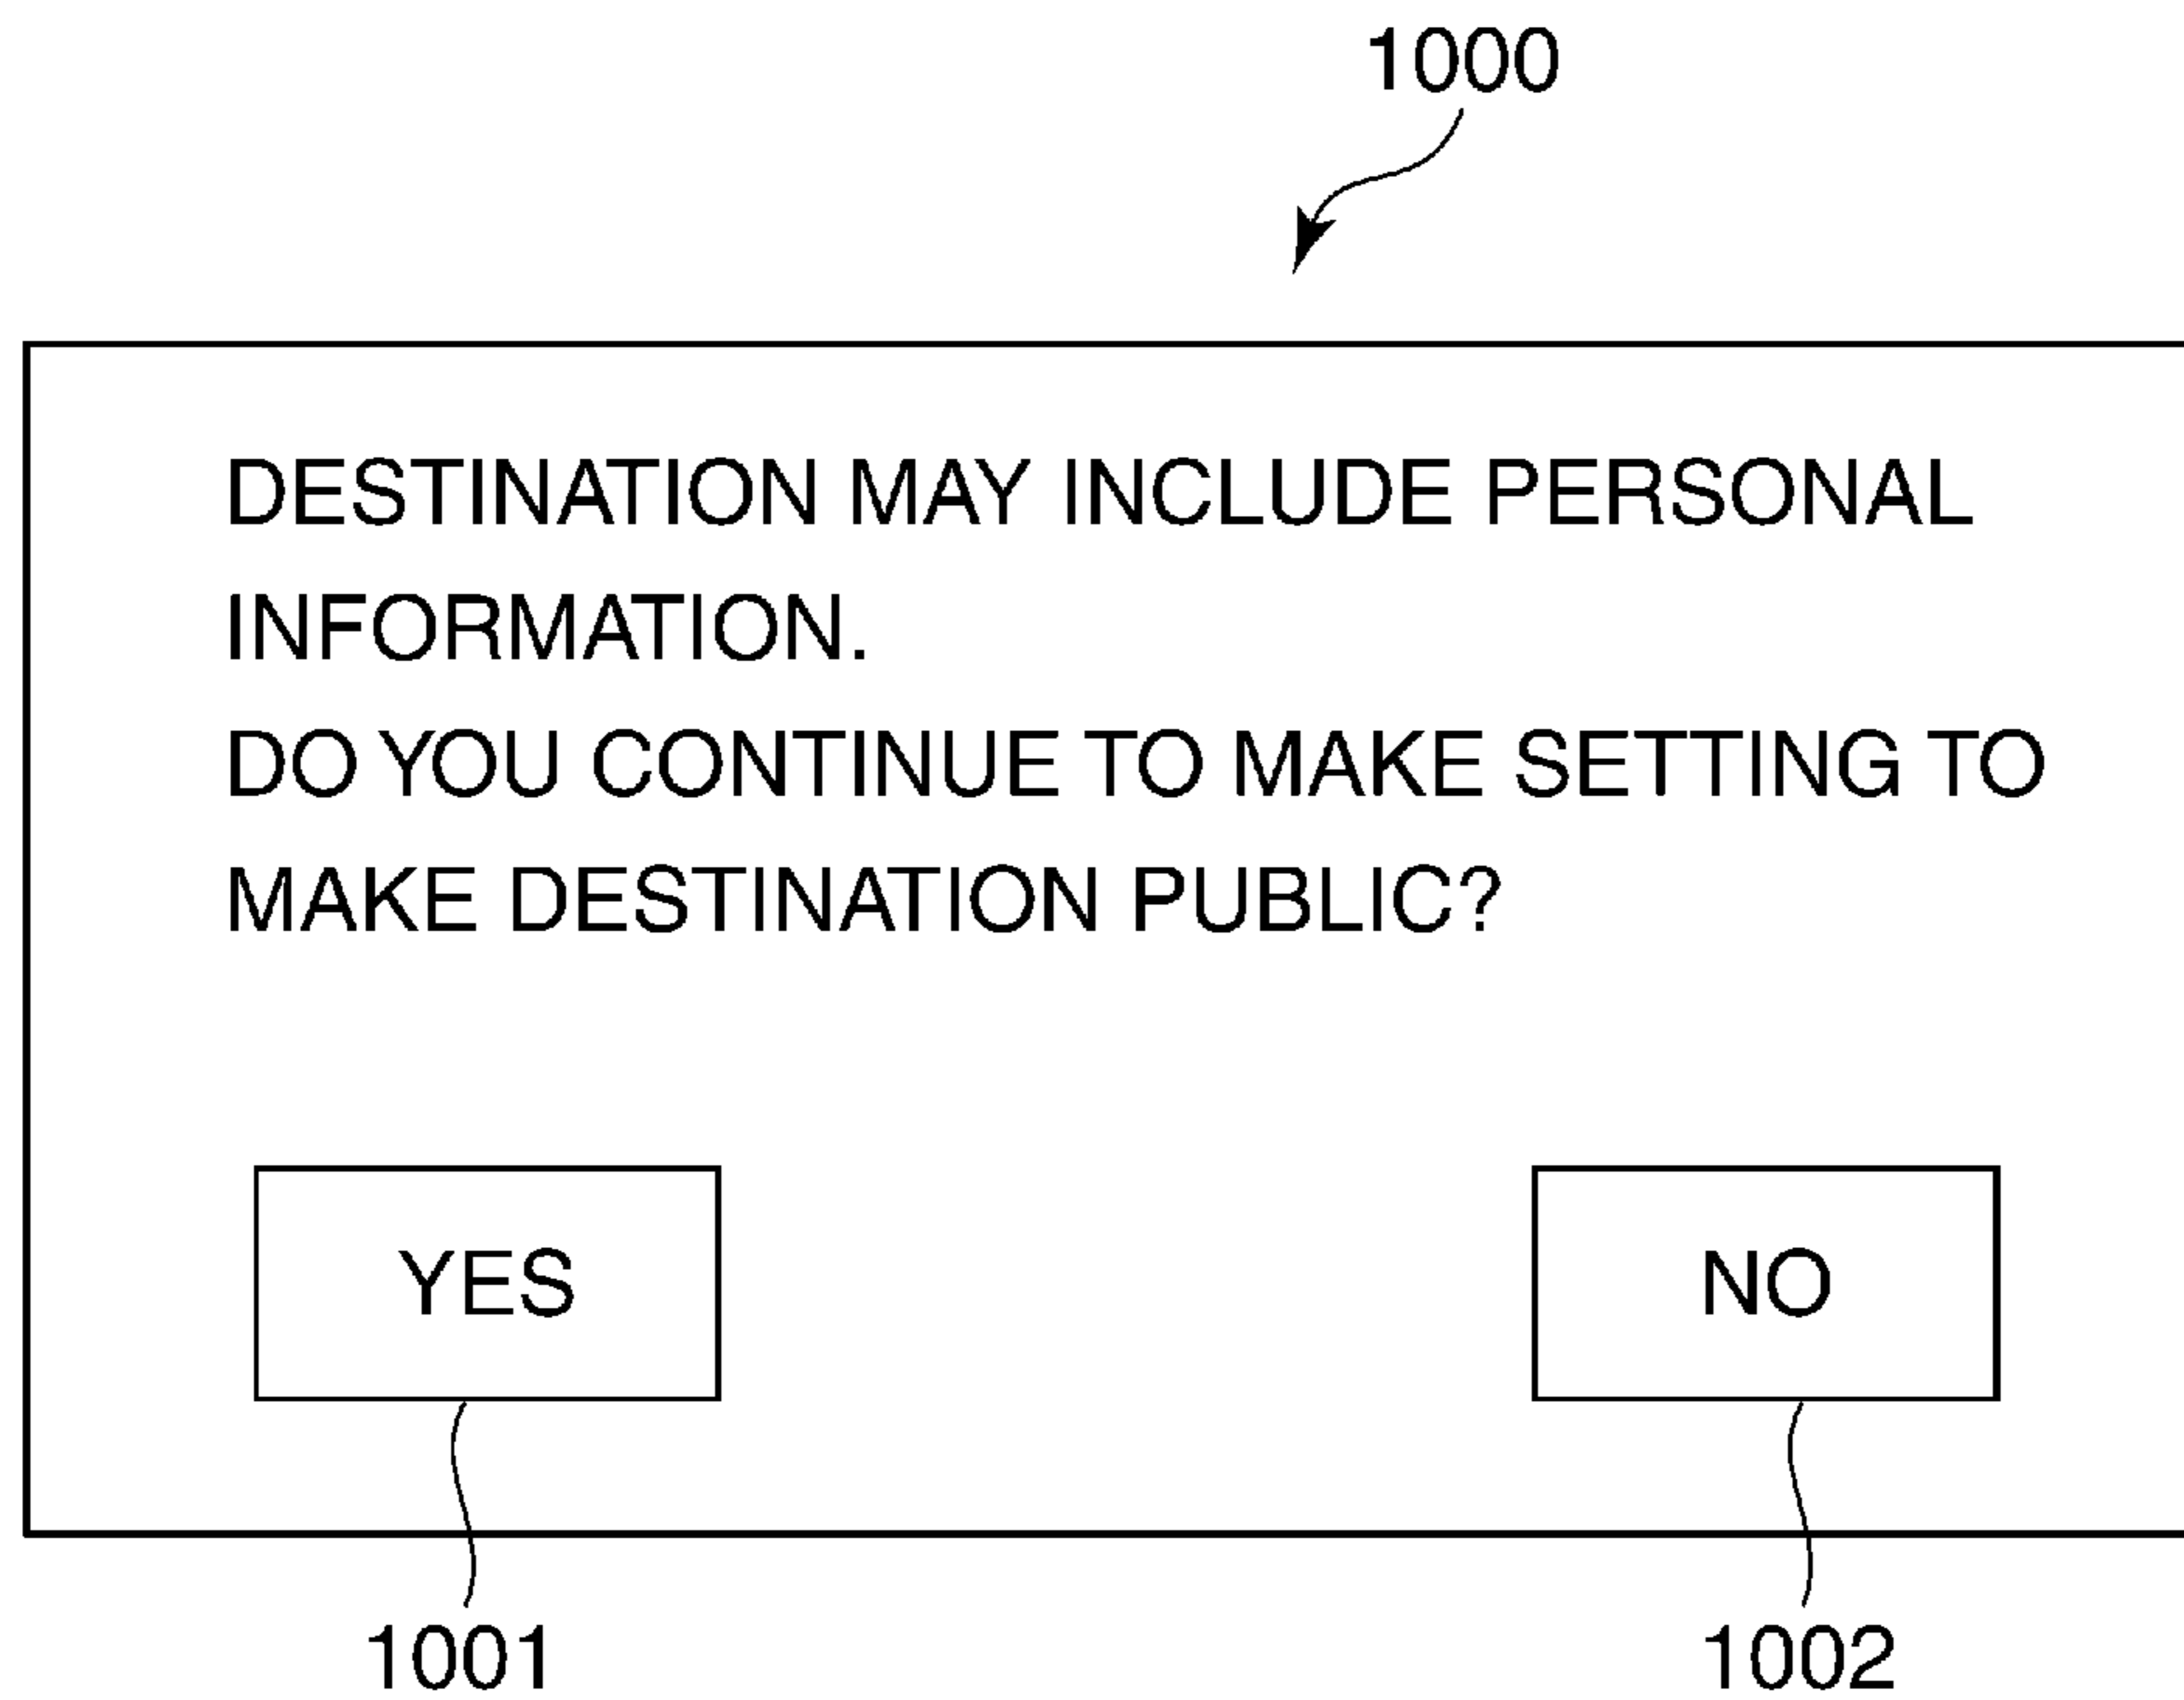 1000
DESTINATION MAY INCLUDE PERSONAL
INFORMATION.
DO YOU CONTINUE TO MAKE SETTING TO
MAKE DESTINATION PUBLIC?
YES NO
1001 1002